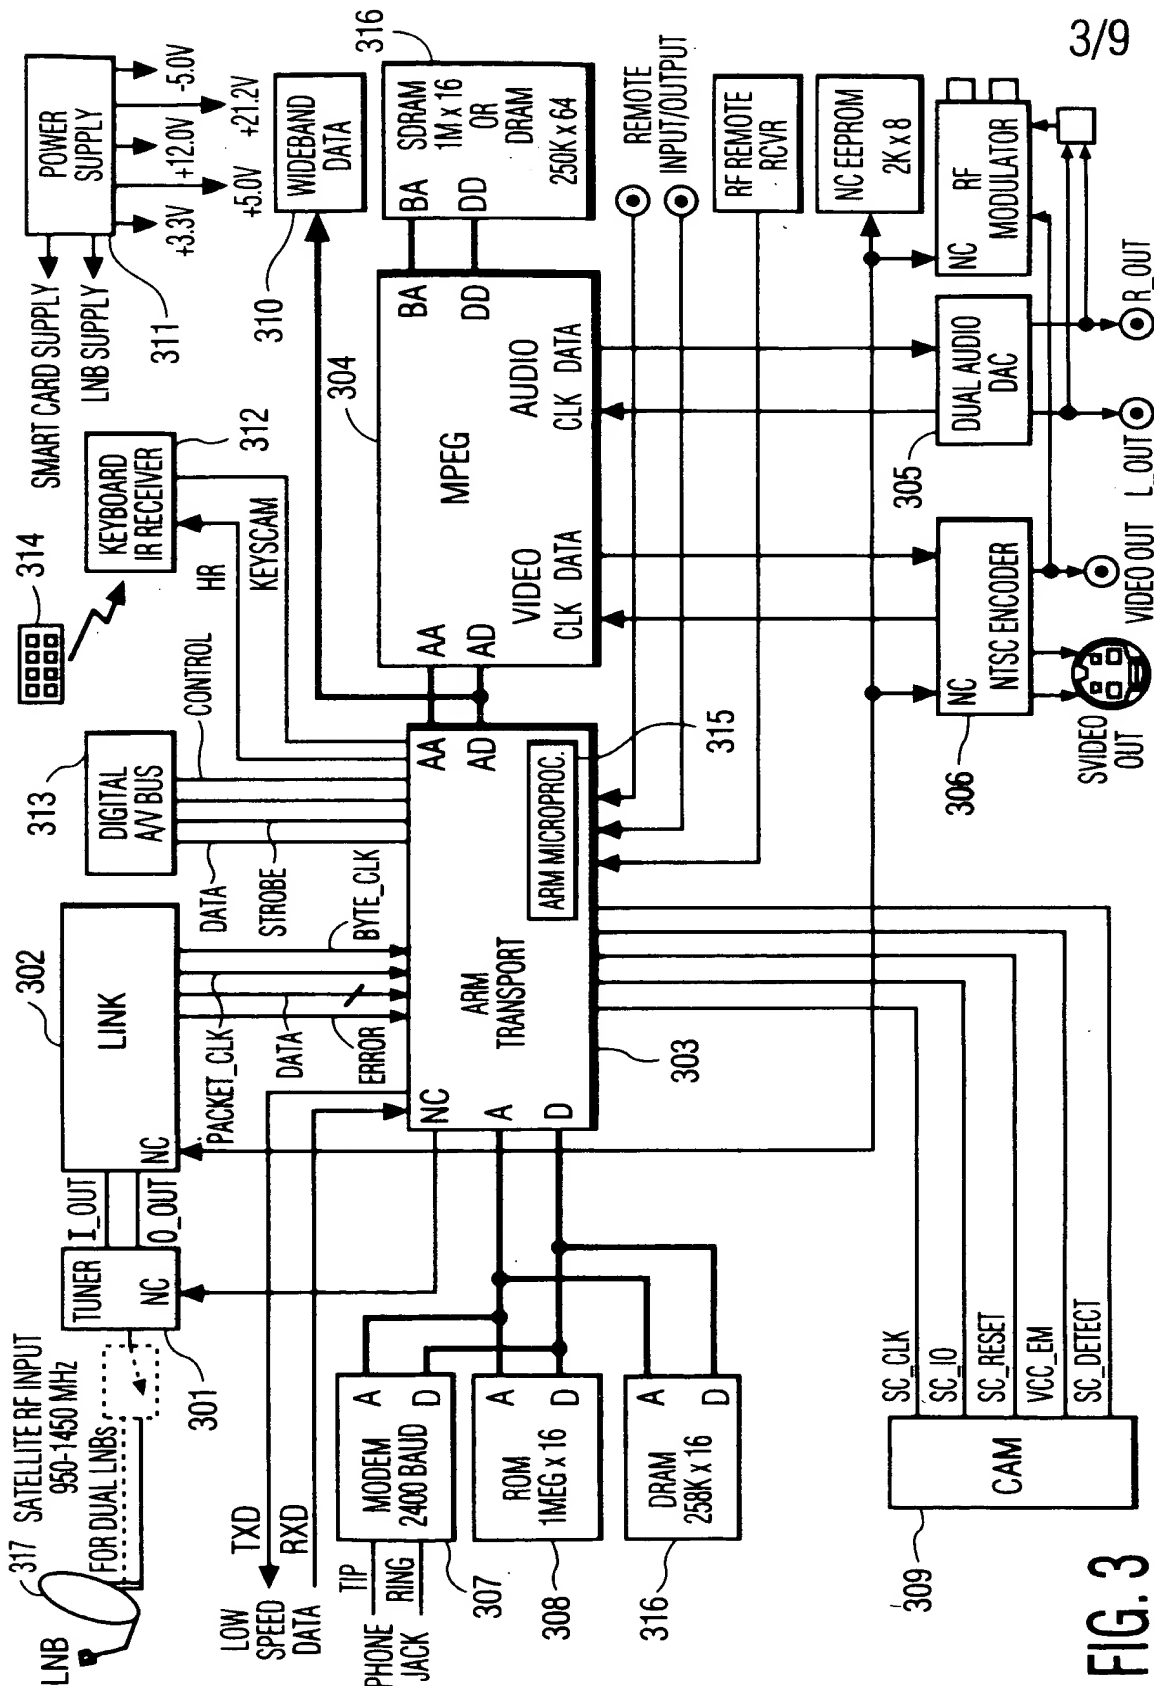 3/9
317
SATELLITE RF INPUT
950-1450 MHz
LNB
FOR DUAL LNBs
301
TUNER
NC
I_OUT
O_OUT
302
LINK
NC
PACKET_CLK
DATA
ERROR
BYTE_CLK
313
DIGITAL
A/V BUS
DATA
STROBE
CONTROL
314
KEYBOARD
IR RECEIVER
312
HR
KEYSCAM
SMART CARD SUPPLY
LNB SUPPLY
311
POWER
SUPPLY
+3.3V
+5.0V
+12.0V
+21.2V
-5.0V
LOW
SPEED
DATA
TXD
RXD
310
WIDEBAND
DATA
304
316
SDRAM
1M x 16
OR
DRAM
250K x 64
BA
DD
BA
DD
MPEG
AA
AD
VIDEO
CLK DATA
AUDIO
CLK DATA
NC
A
D
ARM
TRANSPORT
AA
AD
ARM MICROPROC.
315
303
PHONE
JACK
TIP
RING
MODEM
2400 BAUD
A
D
307
ROM
1MEG x 16
A
D
308
DRAM
258K x 16
A
D
316
REMOTE
INPUT/OUTPUT
RF REMOTE
RCVR
NC EEPROM
2K x 8
309
CAM
SC_CLK
SC_IO
SC_RESET
VCC_EM
SC_DETECT
306
NC
NTSC ENCODER
305
DUAL AUDIO
DAC
NC
RF
MODULATOR
SVIDEO
OUT
VIDEO OUT
L_OUT
R_OUT
FIG. 3